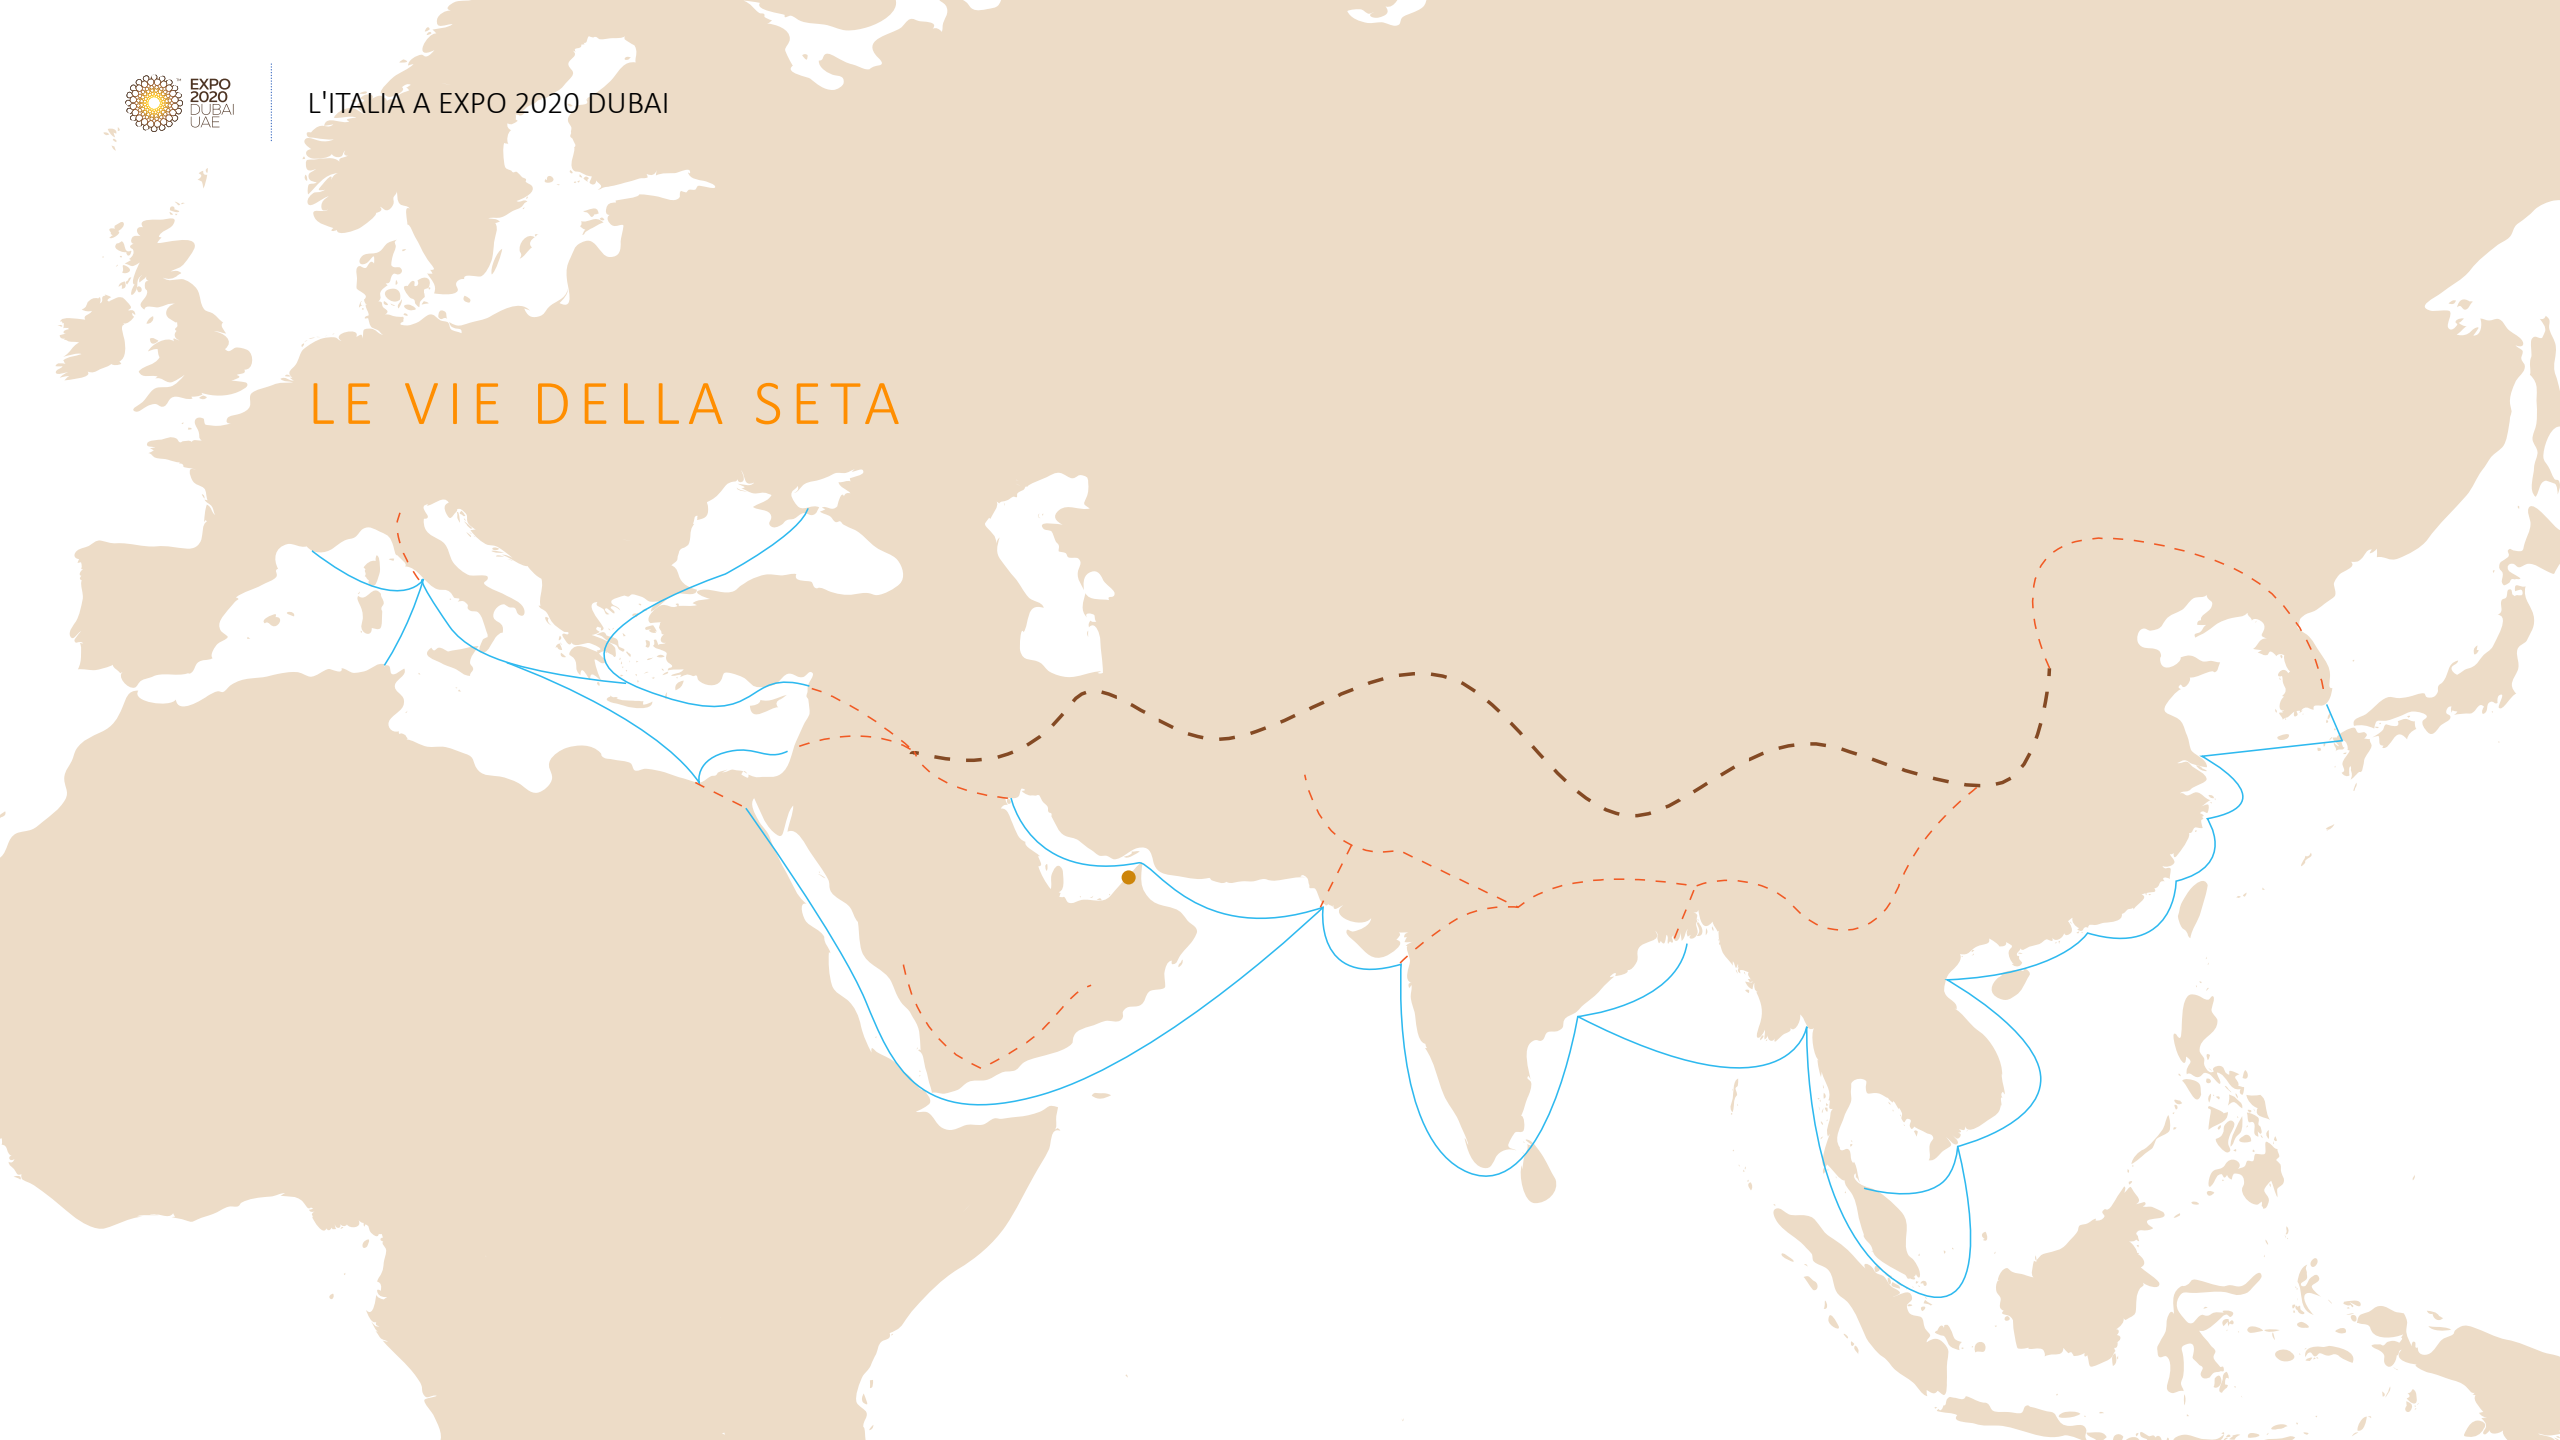 EXPO
2020
DUBAI
UAE
L'ITALIA A EXPO 2020 DUBAI
LE VIE DELLA SETA